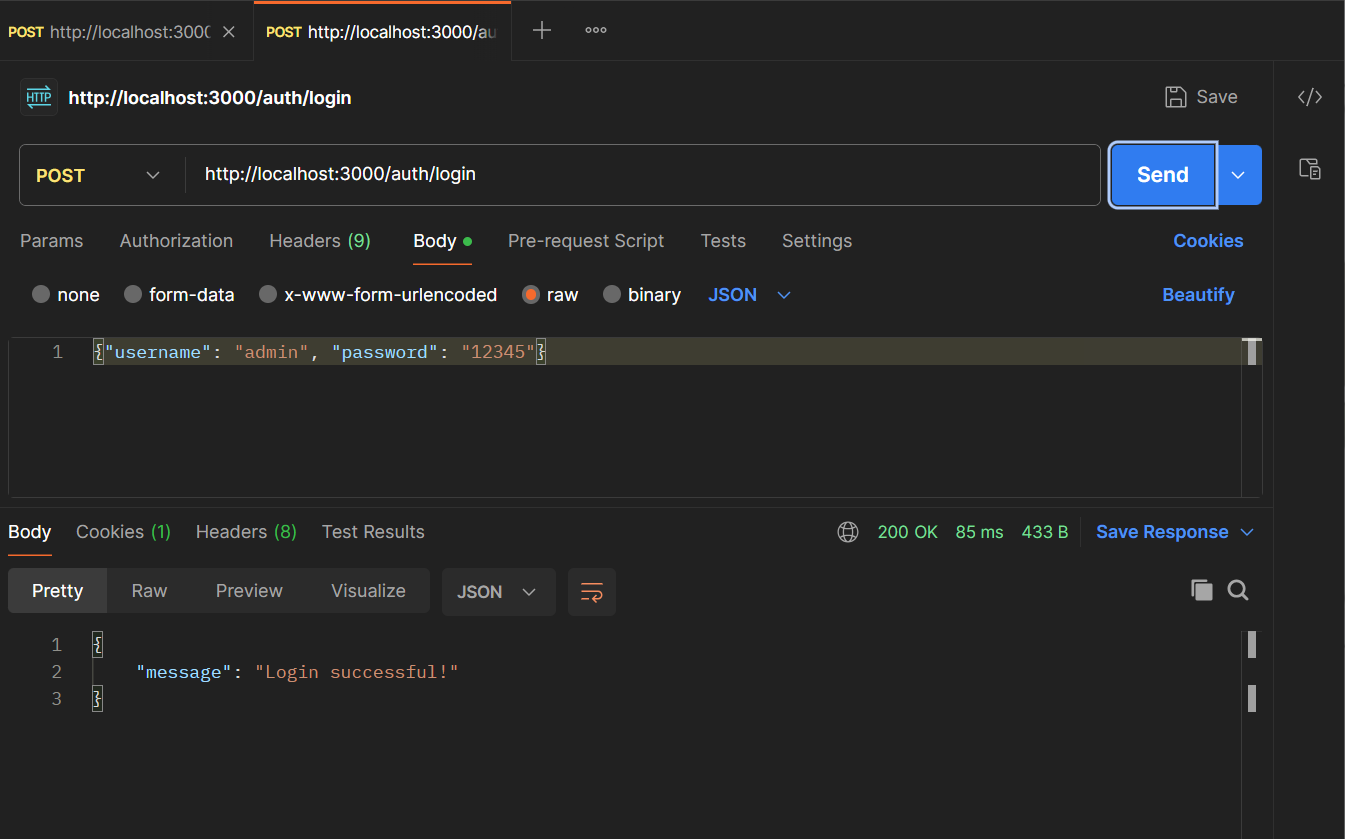 POST http://localhost:3000 POST http://localhost:3000/au
HTTP http://localhost:3000/auth/login Save
POST http://localhost:3000/auth/login Send
Params Authorization Headers (9) Body Pre-request Script Tests Settings Cookies
none form-data x-www-form-urlencoded raw binary JSON Beautify
1 {"username": "admin", "password": "12345"}
Body Cookies (1) Headers (8) Test Results 200 OK 85 ms 433 B Save Response
Pretty Raw Preview Visualize JSON
1 {
2 "message": "Login successful!"
3 }